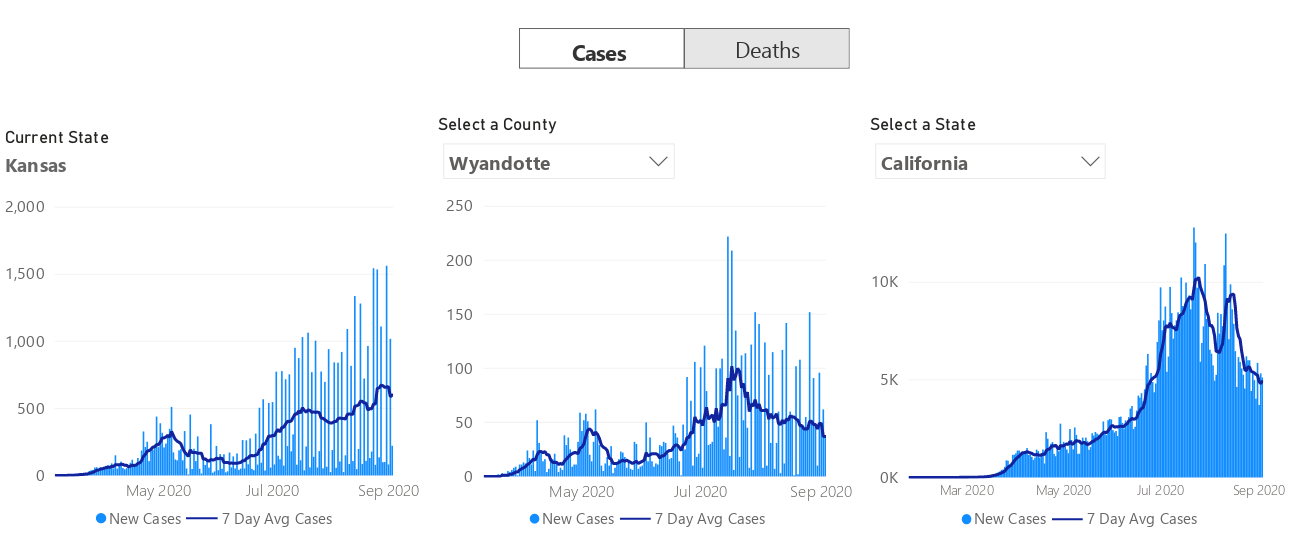 Cases Deaths
Current State
Kansas
2,000
1,500
1,000
500
0
May 2020 Jul 2020 Sep 2020
New Cases 7 Day Avg Cases
Select a County
Wyandotte
250
200
150
100
50
0
May 2020 Jul 2020 Sep 2020
New Cases 7 Day Avg Cases
Select a State
California
10K
5K
0K
Mar 2020 May 2020 Jul 2020 Sep 2020
New Cases 7 Day Avg Cases